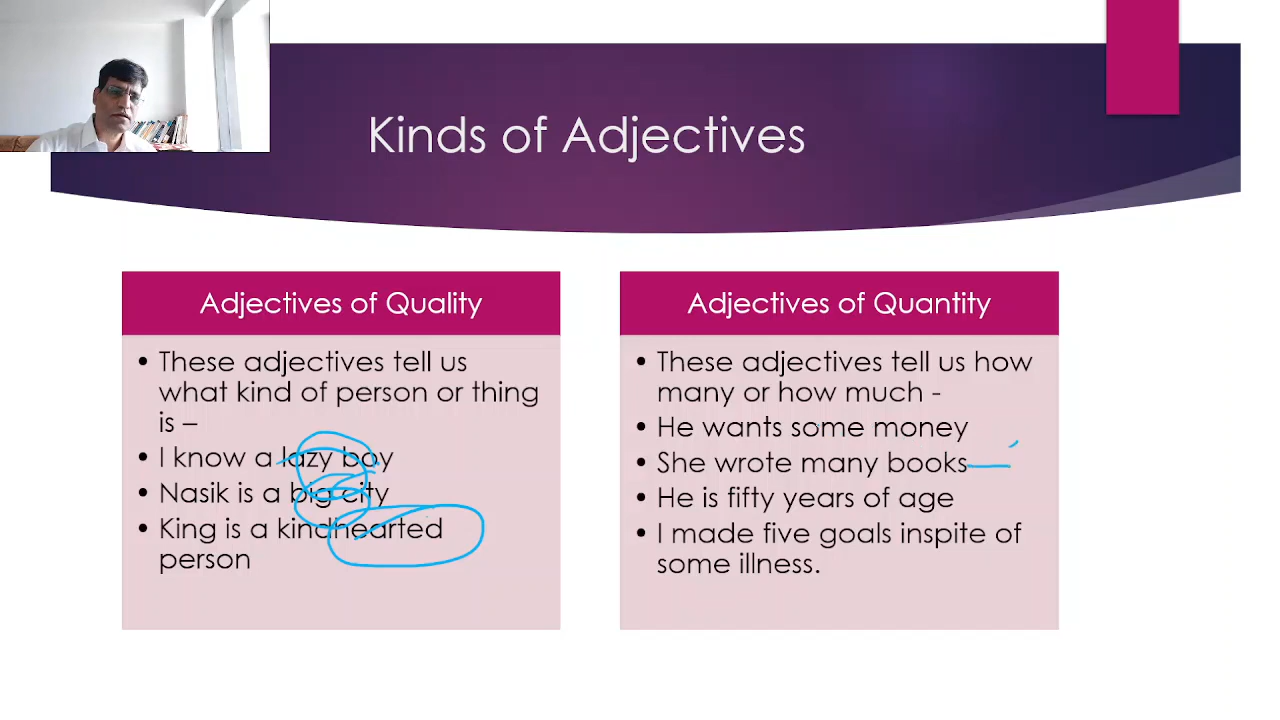 Kinds of Adjectives
Adjectives of Quality
• These adjectives tell us
what kind of person or thing
is –
• I know a lazy boy
• Nasik is a big city
• King is a kindhearted
person
Adjectives of Quantity
• These adjectives tell us how
many or how much -
• He wants some money
• She wrote many books
• He is fifty years of age
• I made five goals inspite of
some illness.